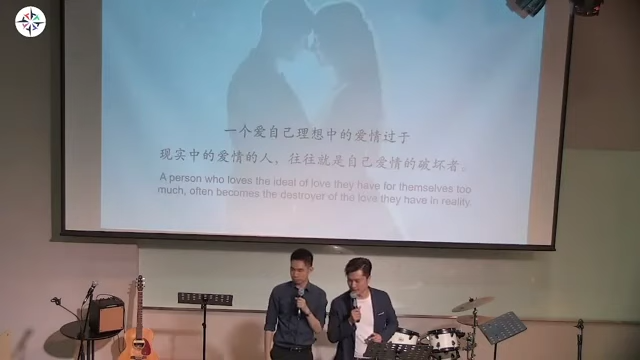 一个爱自己理想中的爱情过于
现实中的爱情的人，往往就是自己爱情的破坏者。
A person who loves the ideal of love they have for themselves too
much, often becomes the destroyer of the love they have in reality.